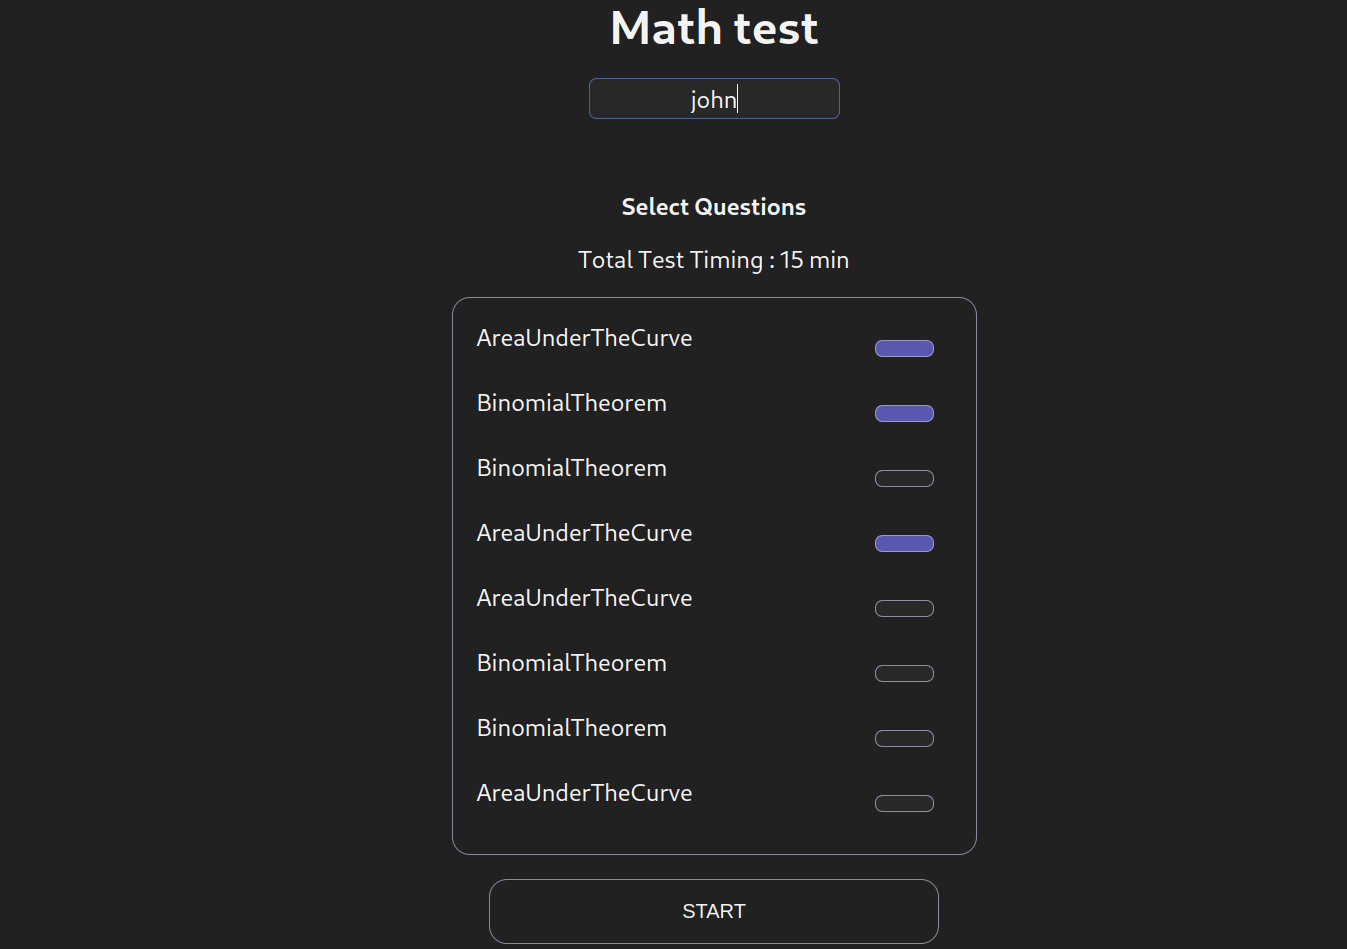 Math test
john
Select Questions
Total Test Timing : 15 min
AreaUnderTheCurve
BinomialTheorem
BinomialTheorem
AreaUnderTheCurve
AreaUnderTheCurve
BinomialTheorem
BinomialTheorem
AreaUnderTheCurve
START